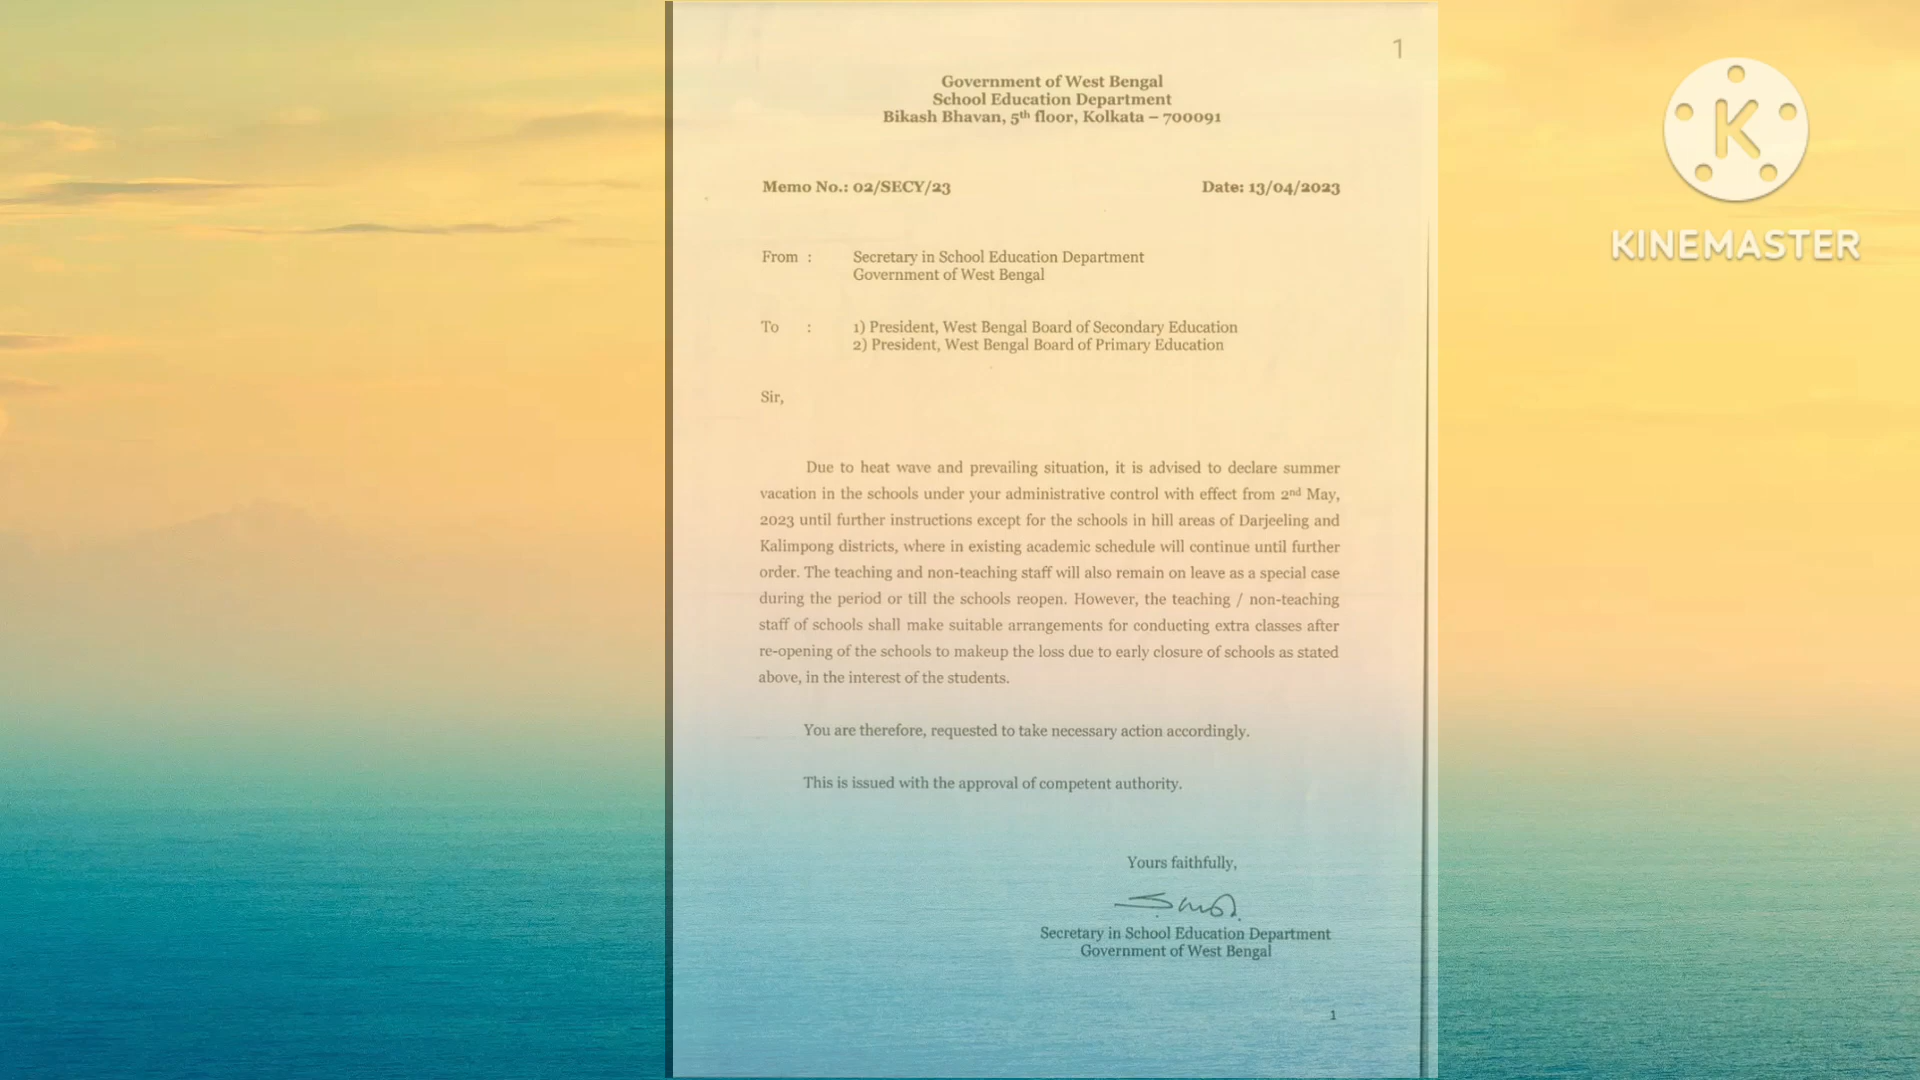 1
Government of West Bengal
School Education Department
Bikash Bhavan, 5th floor, Kolkata – 700091
Memo No.: 02/SECY/23 Date: 13/04/2023
From : Secretary in School Education Department
Government of West Bengal
To : 1) President, West Bengal Board of Secondary Education
2) President, West Bengal Board of Primary Education
Sir,
Due to heat wave and prevailing situation, it is advised to declare summer
vacation in the schools under your administrative control with effect from 2nd May,
2023 until further instructions except for the schools in hill areas of Darjeeling and
Kalimpong districts, where in existing academic schedule will continue until further
order. The teaching and non-teaching staff will also remain on leave as a special case
during the period or till the schools reopen. However, the teaching / non-teaching
staff of schools shall make suitable arrangements for conducting extra classes after
re-opening of the schools to makeup the loss due to early closure of schools as stated
above, in the interest of the students.
You are therefore, requested to take necessary action accordingly.
This is issued with the approval of competent authority.
Yours faithfully,
Secretary in School Education Department
Government of West Bengal
1
K
KINEMASTER